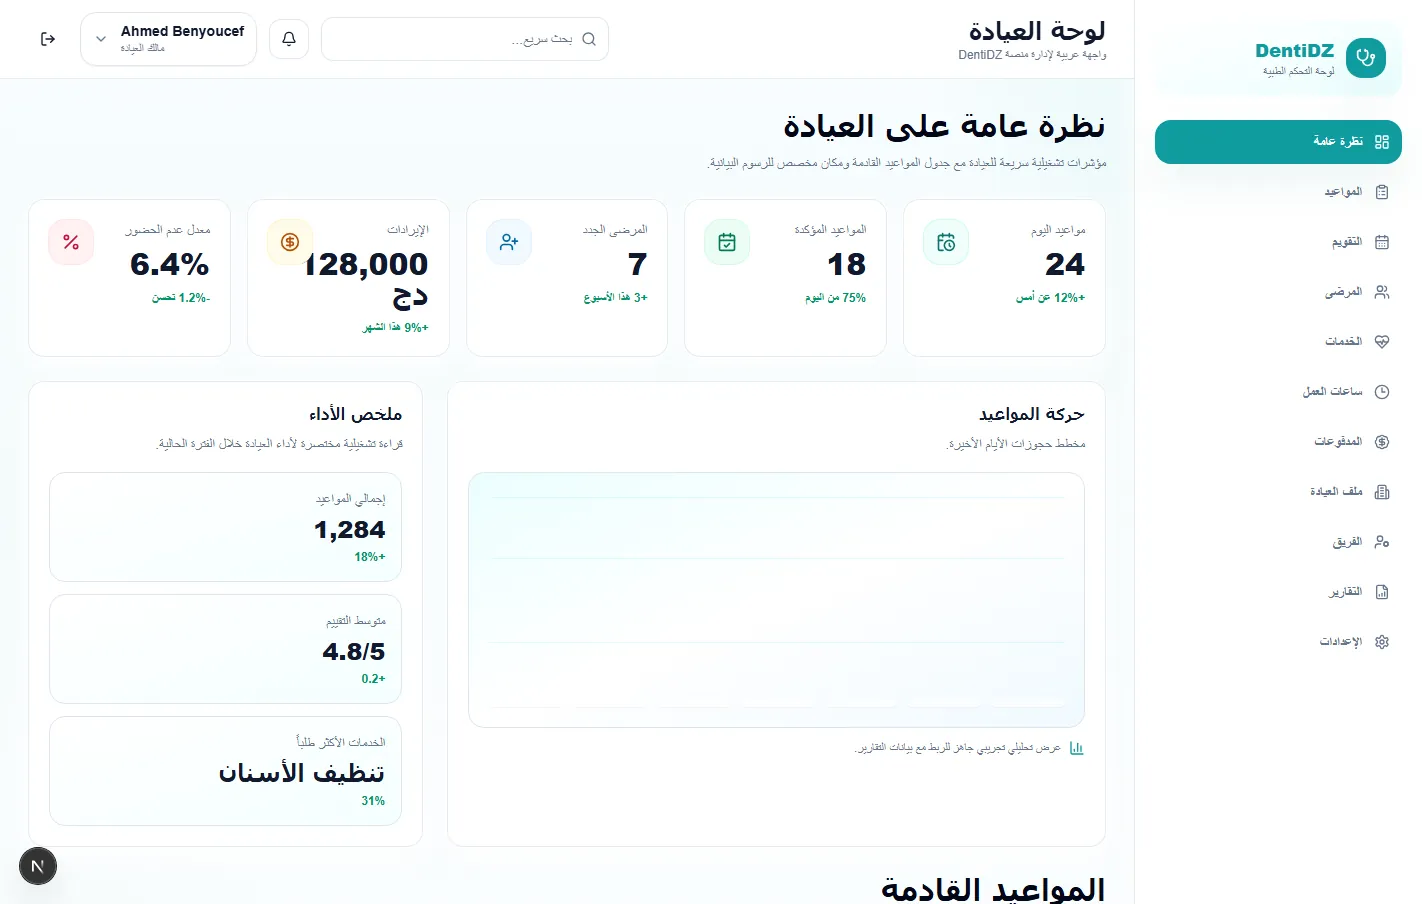 DentiDZ
لوحة التحكم الطبية
نظرة عامة
المواعيد
التقويم
المرضى
الخدمات
ساعات العمل
المدفوعات
ملف العيادة
الفريق
التقارير
الإعدادات
لوحة العيادة
واجهة عربية لإدارة منصة DentiDZ
بحث سريع...
Ahmed Benyoucef
مالك العيادة
نظرة عامة على العيادة
مؤشرات تشغيلية سريعة للعيادة مع جدول المواعيد القادمة ومكان مخصص للرسوم البيانية.
مواعيد اليوم
24
+12% عن أمس
المواعيد المؤكدة
18
75% من اليوم
المرضى الجدد
7
+3 هذا الأسبوع
الإيرادات
128,000
دج
+9% هذا الشهر
معدل عدم الحضور
6.4%
-1.2% تحسن
حركة المواعيد
مخطط حجوزات الأيام الأخيرة.
عرض تحليلي تجريبي جاهز للربط مع بيانات التقارير.
ملخص الأداء
قراءة تشغيلية مختصرة لأداء العيادة خلال الفترة الحالية.
إجمالي المواعيد
1,284
+18%
متوسط التقييم
4.8/5
+0.2
الخدمات الأكثر طلباً
تنظيف الأسنان
31%
المواعيد القادمة
N